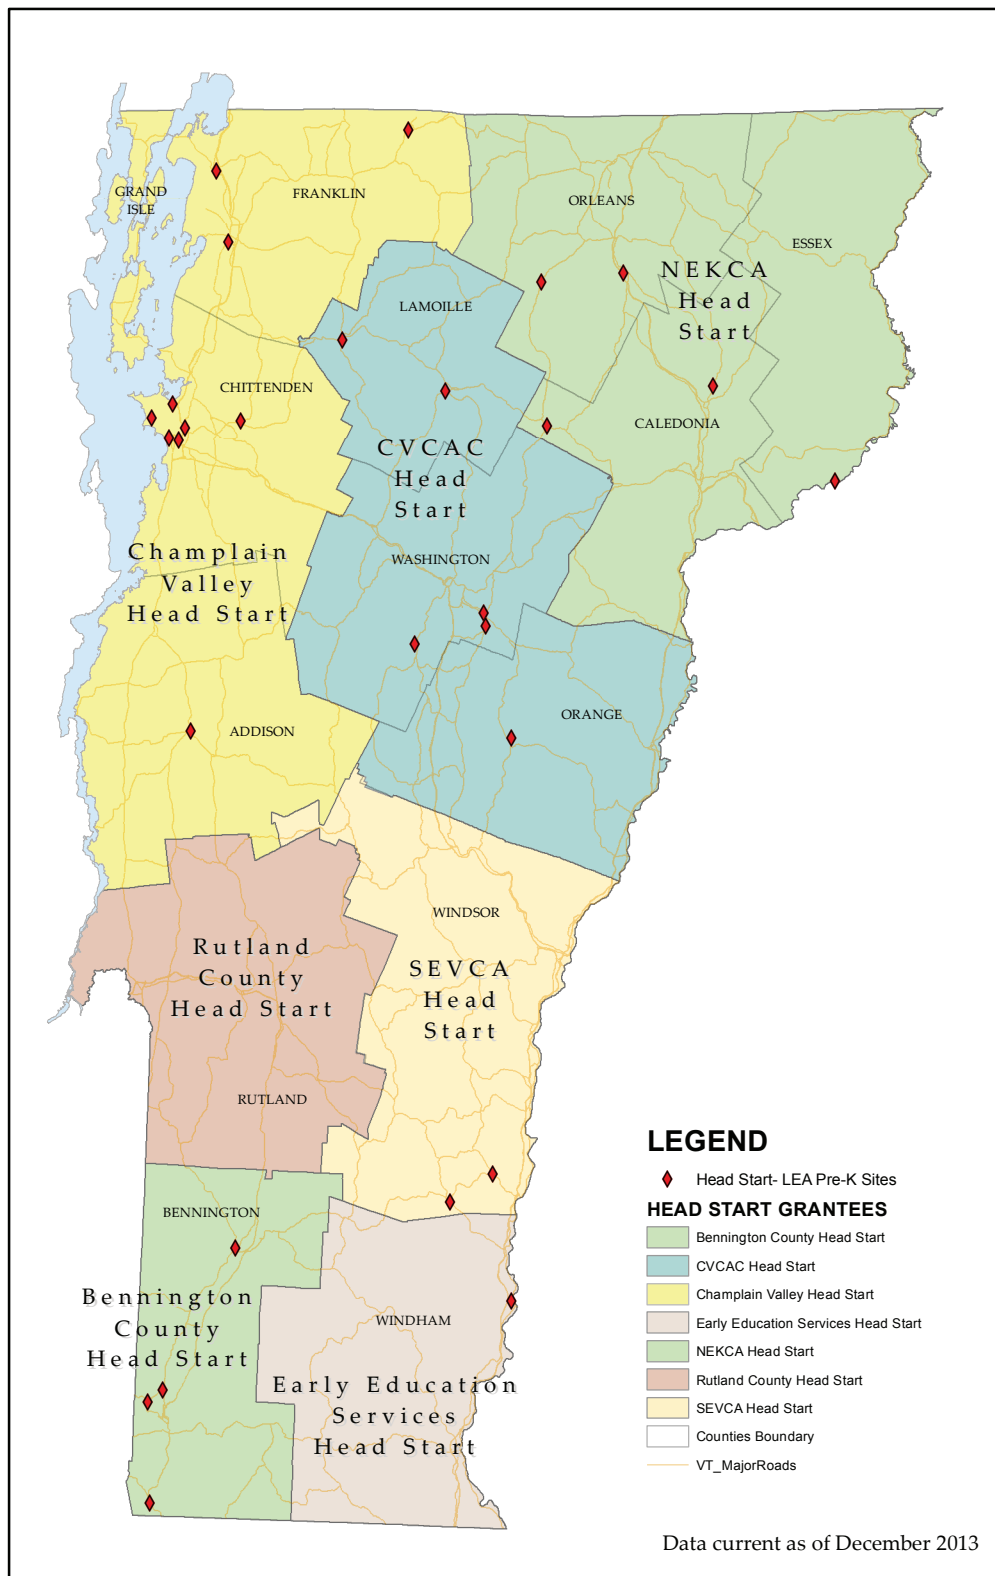 GRAND
ISLE
FRANKLIN
ORLEANS
ESSEX
NEKCA
Head
Start
LAMOILLE
CHITTENDEN
CALEDONIA
CVCAC
Head
Start
WASHINGTON
Champlain
Valley
Head Start
ORANGE
ADDISON
WINDSOR
Rutland
County
Head Start
SEVCA
Head
Start
RUTLAND
BENNINGTON
Bennington
County
Head Start
WINDHAM
Early Education
Services
Head Start
LEGEND
Head Start- LEA Pre-K Sites
HEAD START GRANTEES
Bennington County Head Start
CVCAC Head Start
Champlain Valley Head Start
Early Education Services Head Start
NEKCA Head Start
Rutland County Head Start
SEVCA Head Start
Counties Boundary
VT_MajorRoads
Data current as of December 2013